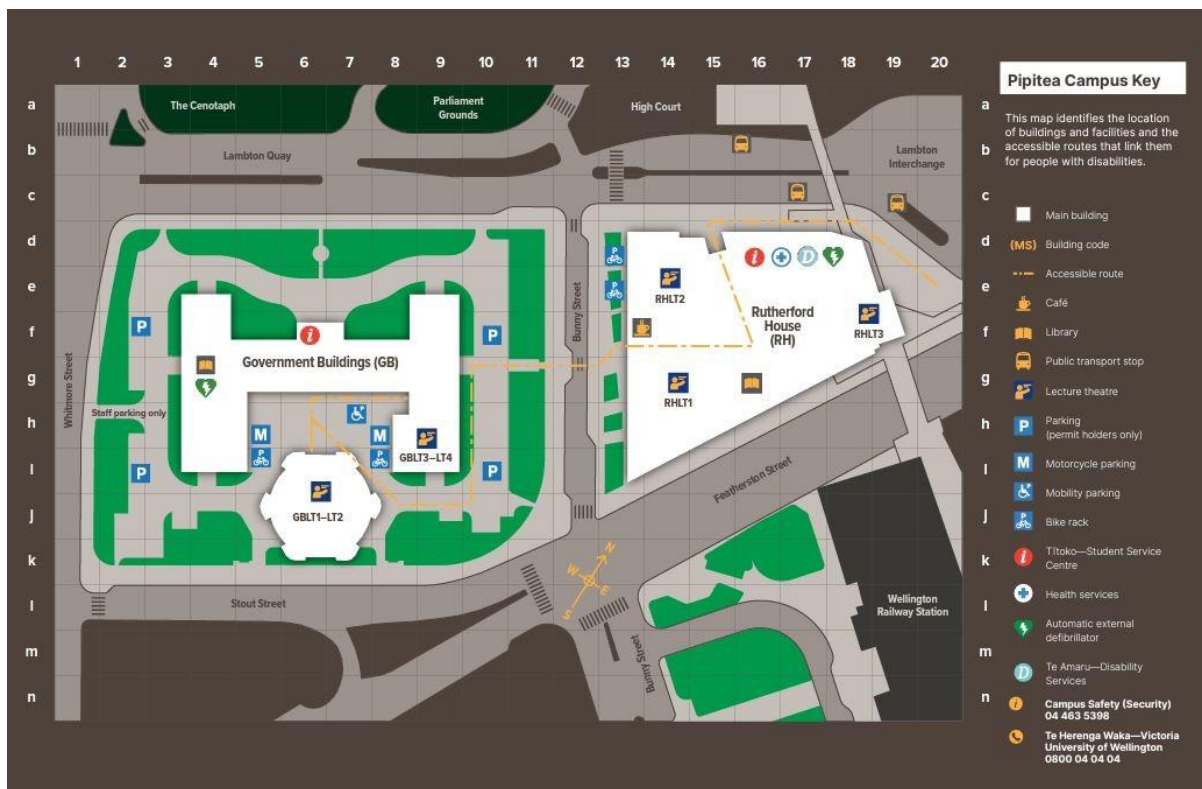 1 2 3 4 5 6 7 8 9 10 11 12 13 14 15 16 17 18 19 20
a
b
c
d
e
f
g
h
I
J
k
l
m
n
The Cenotaph
Parliament
Grounds
High Court
Lambton Quay
Lambton
Interchange
P
P
RHLT2
i
D
Rutherford
House
(RH)
RHLT3
Bunny Street
P
i
P
Government Buildings (GB)
RHLT1
Whitmore Street
Staff parking only
M
M
GBLT3–LT4
P
P
P
P
GBLT1–LT2
Featherston Street
N
W
E
S
Stout Street
Bunny Street
Wellington
Railway Station
a
b
c
d
e
f
g
h
I
J
k
l
m
n
Pipitea Campus Key
This map identifies the location
of buildings and facilities and the
accessible routes that link them
for people with disabilities.
Main building
(MS) Building code
Accessible route
Café
Library
Public transport stop
Lecture theatre
P Parking
(permit holders only)
M Motorcycle parking
Mobility parking
P Bike rack
i Tītoko—Student Service
Centre
Health services
Automatic external
defibrillator
D Te Amaru—Disability
Services
i Campus Safety (Security)
04 463 5398
Te Herenga Waka—Victoria
University of Wellington
0800 04 04 04